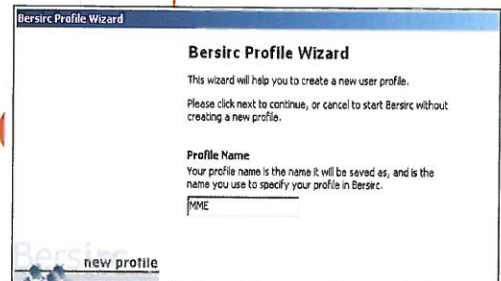 Bersirc Profile Wizard
Bersirc Profile Wizard
This wizard will help you to create a new user profile.
Please click next to continue, or cancel to start Bersirc without
creating a new profile.
Profile Name
Your profile name is the name it will be saved as, and is the
name you use to specify your profile in Bersirc.
MME
Bersirc
new profile